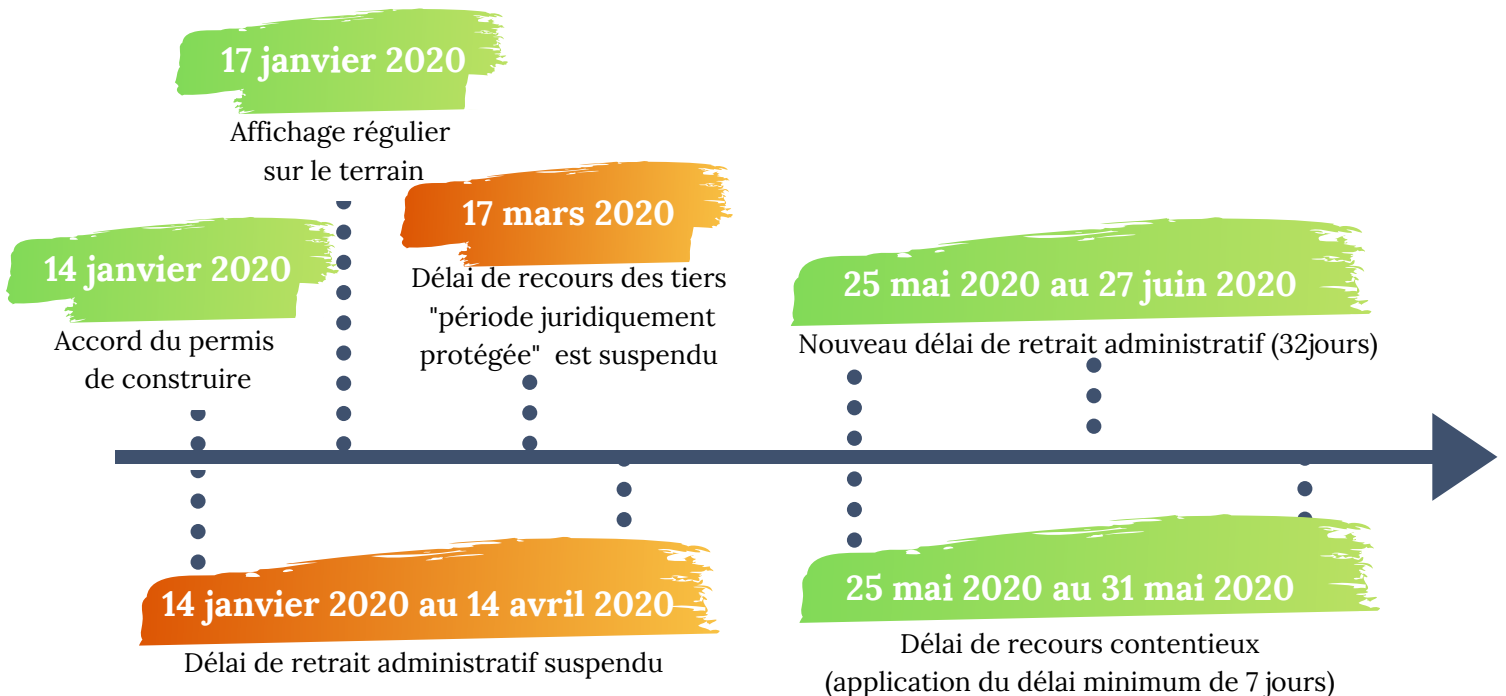 17 janvier 2020
Affichage régulier
sur le terrain
14 janvier 2020
Accord du permis
de construire
17 mars 2020
Délai de recours des tiers
"période juridiquement
protégée" est suspendu
25 mai 2020 au 27 juin 2020
Nouveau délai de retrait administratif (32jours)
14 janvier 2020 au 14 avril 2020
Délai de retrait administratif suspendu
25 mai 2020 au 31 mai 2020
Délai de recours contentieux
(application du délai minimum de 7 jours)